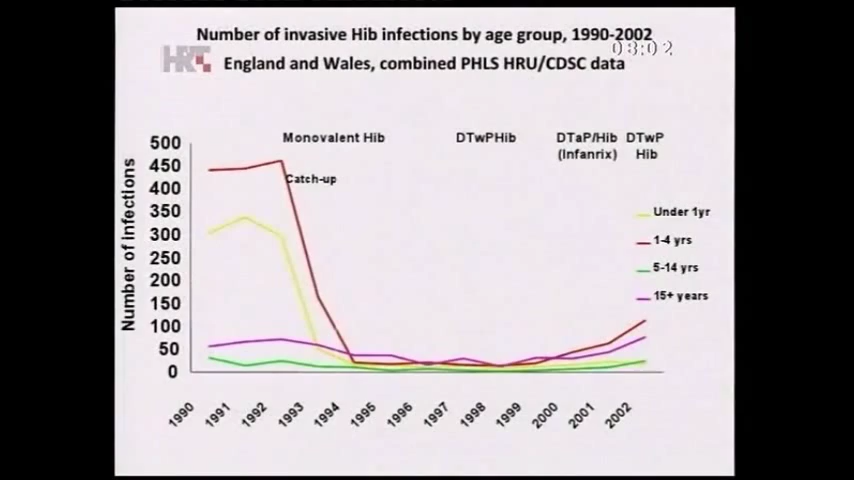 Number of invasive Hib infections by age group, 1990-2002
03:02
HRT
England and Wales, combined PHLS HRU/CDSC data
Monovalent Hib
DTwPHib
DTaP/Hib
(Infanrix)
DTwP
Hib
Catch-up
Number of infections
500
450
400
350
300
250
200
150
100
50
0
Under 1yr
1-4 yrs
5-14 yrs
15+ years
1990
1991
1992
1993
1994
1995
1996
1997
1998
1999
2000
2001
2002